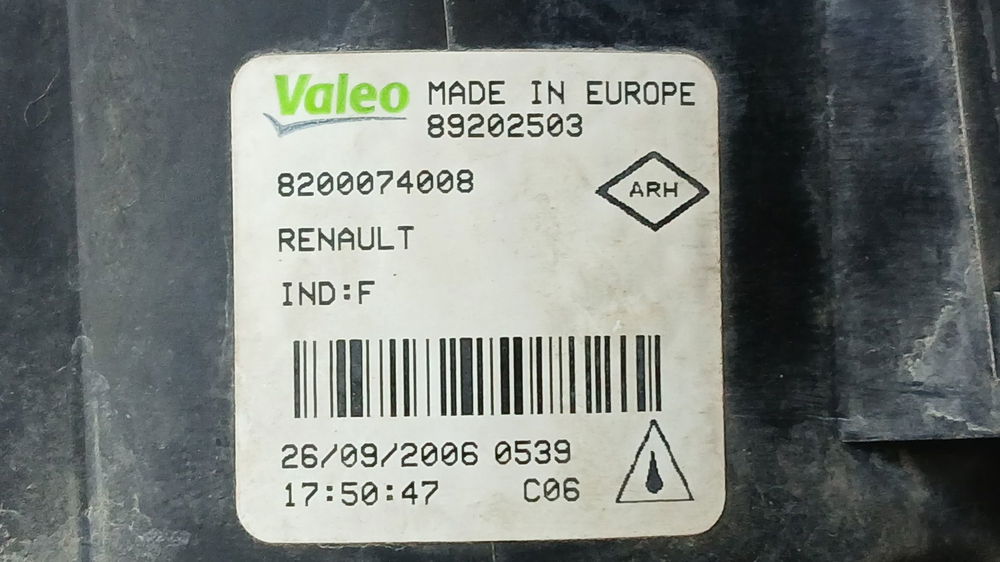 Valeo MADE IN EUROPE
89202503
8200074008
ARH
RENAULT
IND:F
26/09/2006 0539
17:50:47 C06